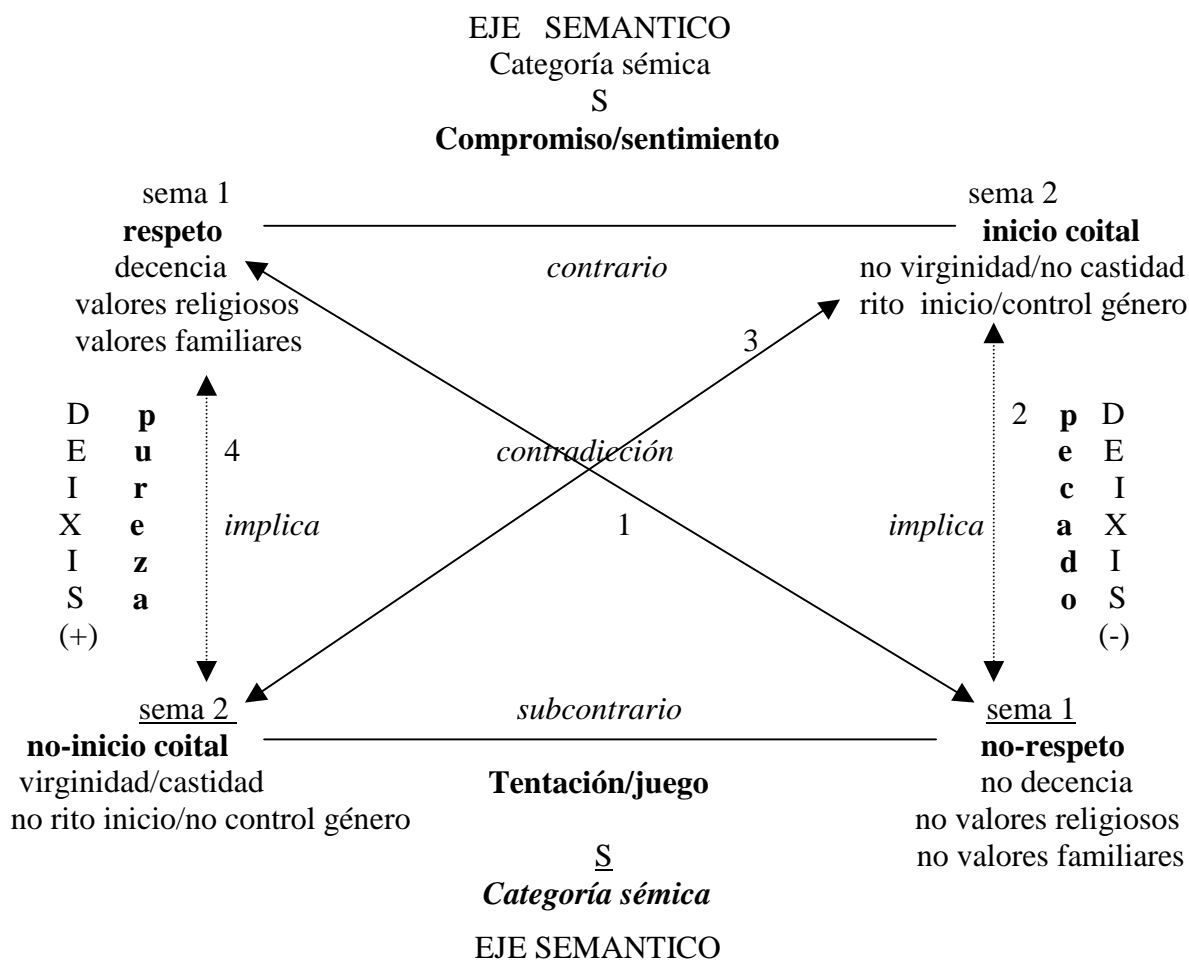 EJE SEMANTICO
Categoría sémica
S
Compromiso/sentimiento
sema 1
sema 2
respeto
inicio coital
decencia
contrario
no virginidad/no castidad
valores religiosos
rito inicio/control género
valores familiares
3
D p
E u
I r
X e
I z
S a
(+)
4
implica
contradicción
1
2
implica
p D
e E
c I
a X
d I
o S
(-)
sema 2
subcontrario
sema 1
no-inicio coital
no-respeto
virginidad/castidad
Tentación/juego
no decencia
no rito inicio/no control género
no valores religiosos
no valores familiares
S
Categoría sémica
EJE SEMANTICO